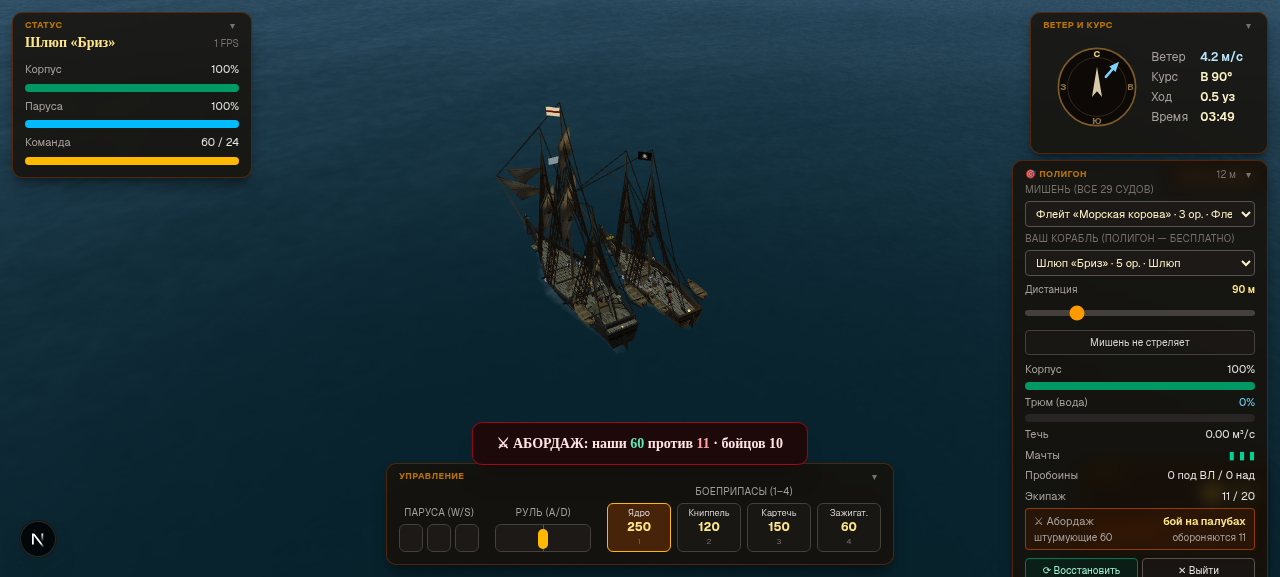 СТАТУС
Шлюп «Бриз» 1 FPS
Корпус 100%
Паруса 100%
Команда 60 / 24
ВЕТЕР И КУРС
С
З В
Ю
Ветер 4.2 м/с
Курс В 90°
Ход 0.5 уз
Время 03:49
🎯 ПОЛИГОН 12 м
МИШЕНЬ (ВСЕ 29 СУДОВ)
Флейт «Морская корова» · 3 ор. · Фле
ВАШ КОРАБЛЬ (ПОЛИГОН — БЕСПЛАТНО)
Шлюп «Бриз» · 5 ор. · Шлюп
Дистанция 90 м
Мишень не стреляет
Корпус 100%
Трюм (вода) 0%
Течь 0.00 м³/с
Мачты
Пробоины 0 под ВЛ / 0 над
Экипаж 11 / 20
⚔ Абордаж бой на палубах
штурмующие 60 обороняются 11
⟳ Восстановить ✕ Выйти
⚔ АБОРДАЖ: наши 60 против 11 · бойцов 10
УПРАВЛЕНИЕ
ПАРУСА (W/S) РУЛЬ (A/D) БОЕПРИПАСЫ (1–4)
Ядро 250 1
Книппель 120 2
Картечь 150 3
Зажигат. 60 4
N